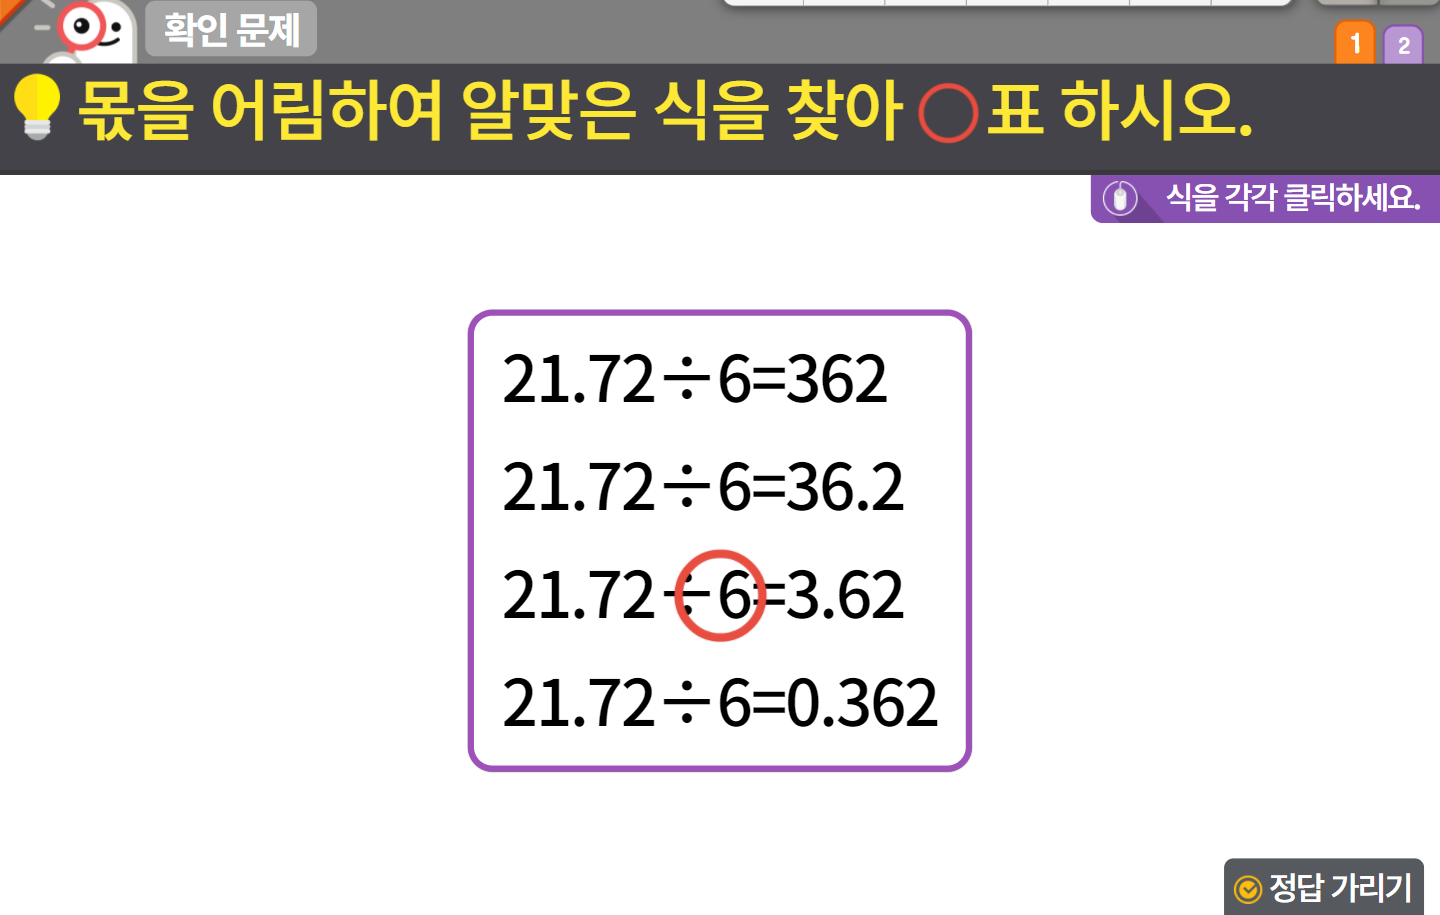 확인 문제
1 2
몫을 어림하여 알맞은 식을 찾아 ○표 하시오.
식을 각각 클릭하세요.
21.72÷6=362
21.72÷6=36.2
21.72÷6=3.62
21.72÷6=0.362
정답 가리기